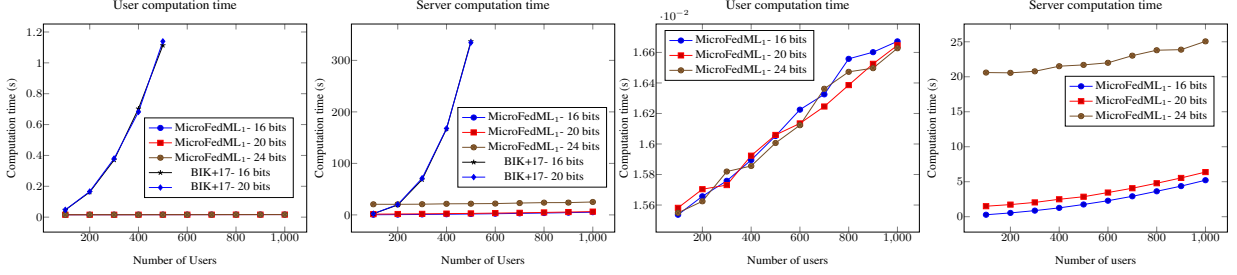 User computation time
1.2
1
0.8
0.6
0.4
0.2
0
200
400
600
800
1,000
Computation time (s)
Number of Users
MicroFedML₁- 16 bits
MicroFedML₁- 20 bits
MicroFedML₁- 24 bits
BIK+17- 16 bits
BIK+17- 20 bits
Server computation time
300
200
100
0
200
400
600
800
1,000
Computation time (s)
Number of Users
MicroFedML₁- 16 bits
MicroFedML₁- 20 bits
MicroFedML₁- 24 bits
BIK+17- 16 bits
BIK+17- 20 bits
User computation time
·10⁻²
1.66
1.64
1.62
1.6
1.58
1.56
200
400
600
800
1,000
Computation time (s)
Number of users
MicroFedML₁- 16 bits
MicroFedML₁- 20 bits
MicroFedML₁- 24 bits
Server computation time
25
20
15
10
5
0
200
400
600
800
1,000
Computation time (s)
Number of users
MicroFedML₁- 16 bits
MicroFedML₁- 20 bits
MicroFedML₁- 24 bits